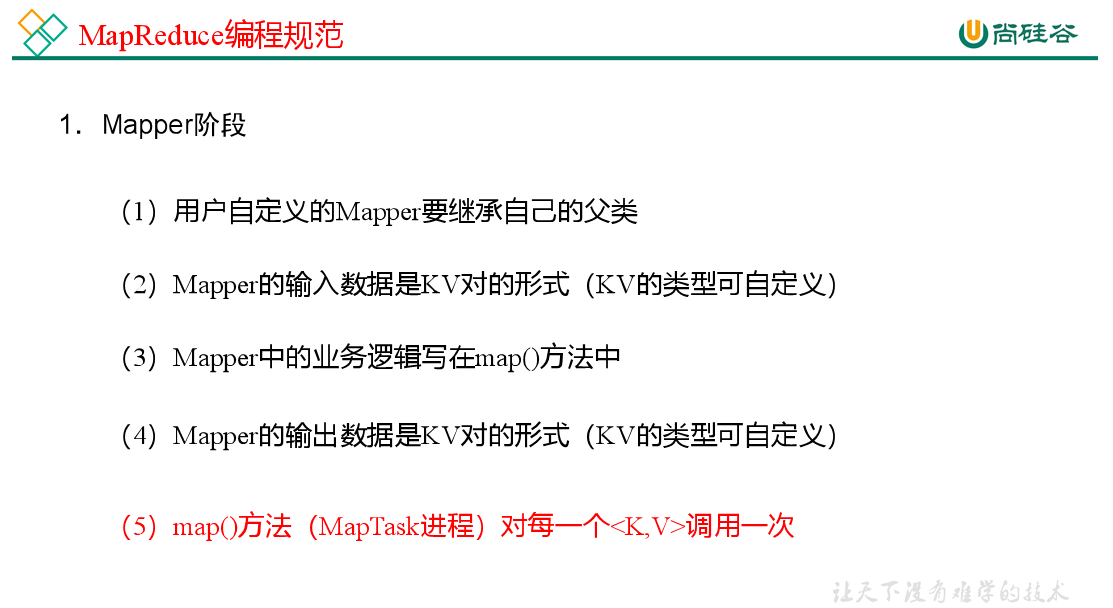 MapReduce编程规范
尚硅谷
1. Mapper阶段
（1）用户自定义的Mapper要继承自己的父类
（2）Mapper的输入数据是KV对的形式（KV的类型可自定义）
（3）Mapper中的业务逻辑写在map()方法中
（4）Mapper的输出数据是KV对的形式（KV的类型可自定义）
（5）map()方法（MapTask进程）对每一个<K,V>调用一次
让天下没有难学的技术